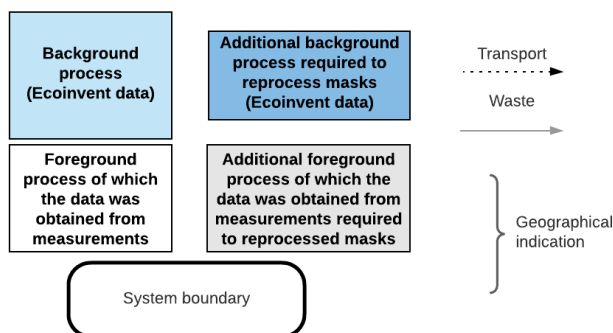 Background
process
(Ecoinvent data)
Additional background
process required to
reprocess masks
(Ecoinvent data)
Transport
Waste
Foreground
process of which
the data was
obtained from
measurements
Additional foreground
process of which the
data was obtained from
measurements required
to reprocessed masks
Geographical
indication
System boundary